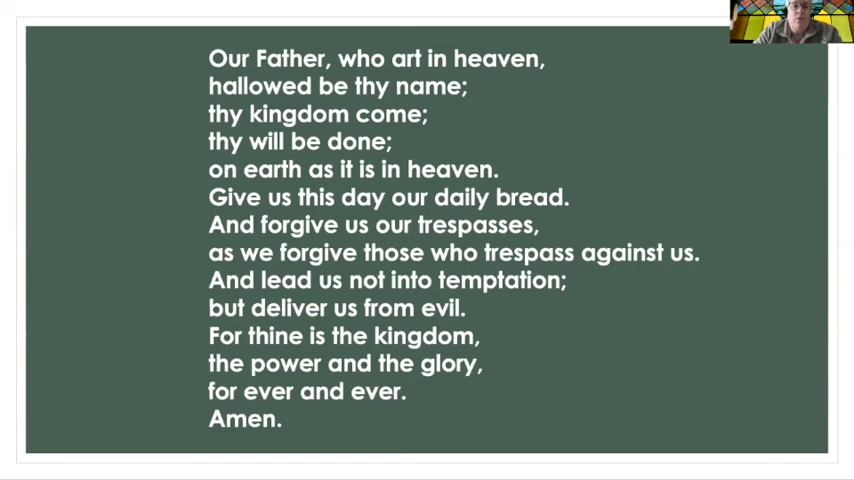 Our Father, who art in heaven,
hallowed be thy name;
thy kingdom come;
thy will be done;
on earth as it is in heaven.
Give us this day our daily bread.
And forgive us our trespasses,
as we forgive those who trespass against us.
And lead us not into temptation;
but deliver us from evil.
For thine is the kingdom,
the power and the glory,
for ever and ever.
Amen.